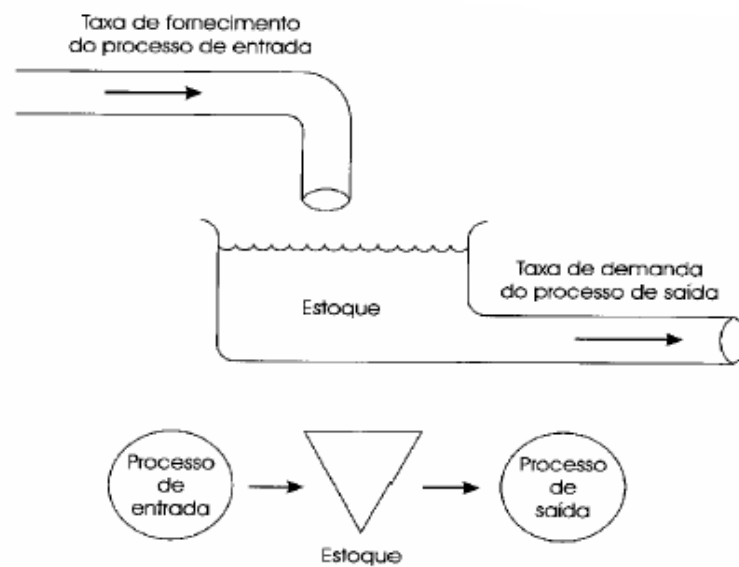 Taxa de fornecimento
do processo de entrada
Estoque
Taxa de demanda
do processo de saída
Processo
de
entrada
Estoque
Processo
de
saída